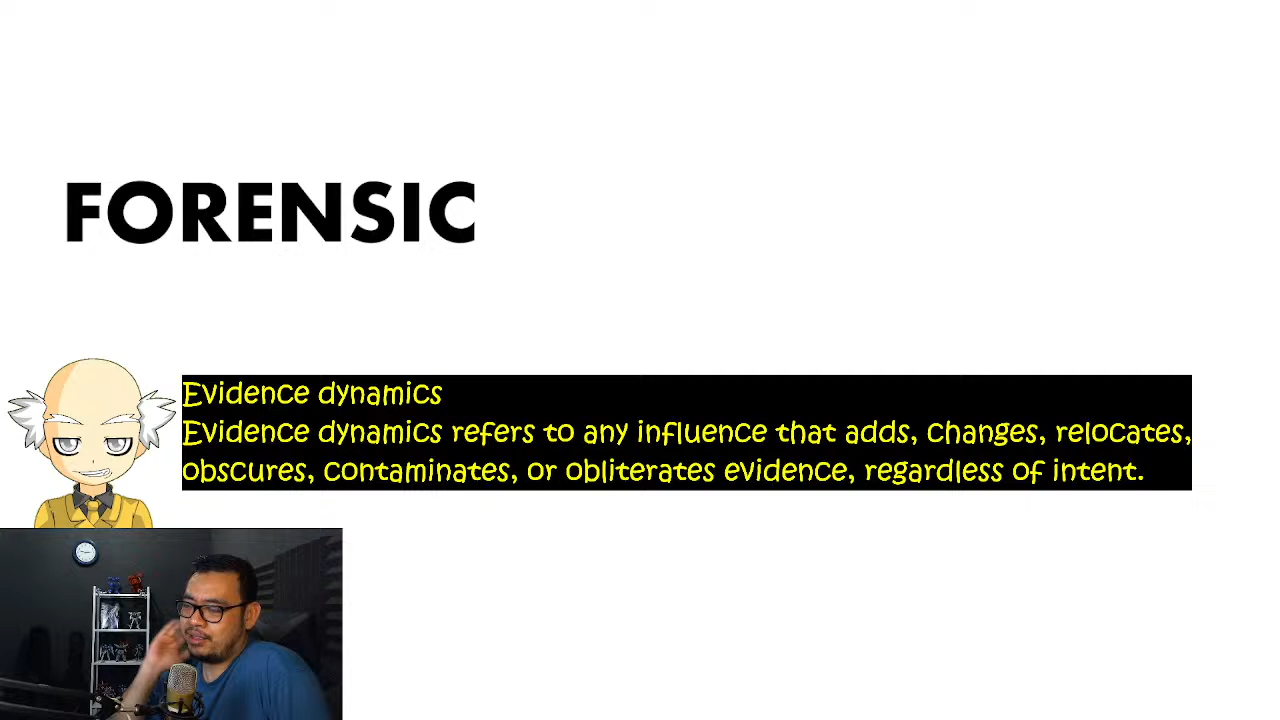 FORENSIC
Evidence dynamics
Evidence dynamics refers to any influence that adds, changes, relocates,
obscures, contaminates, or obliterates evidence, regardless of intent.